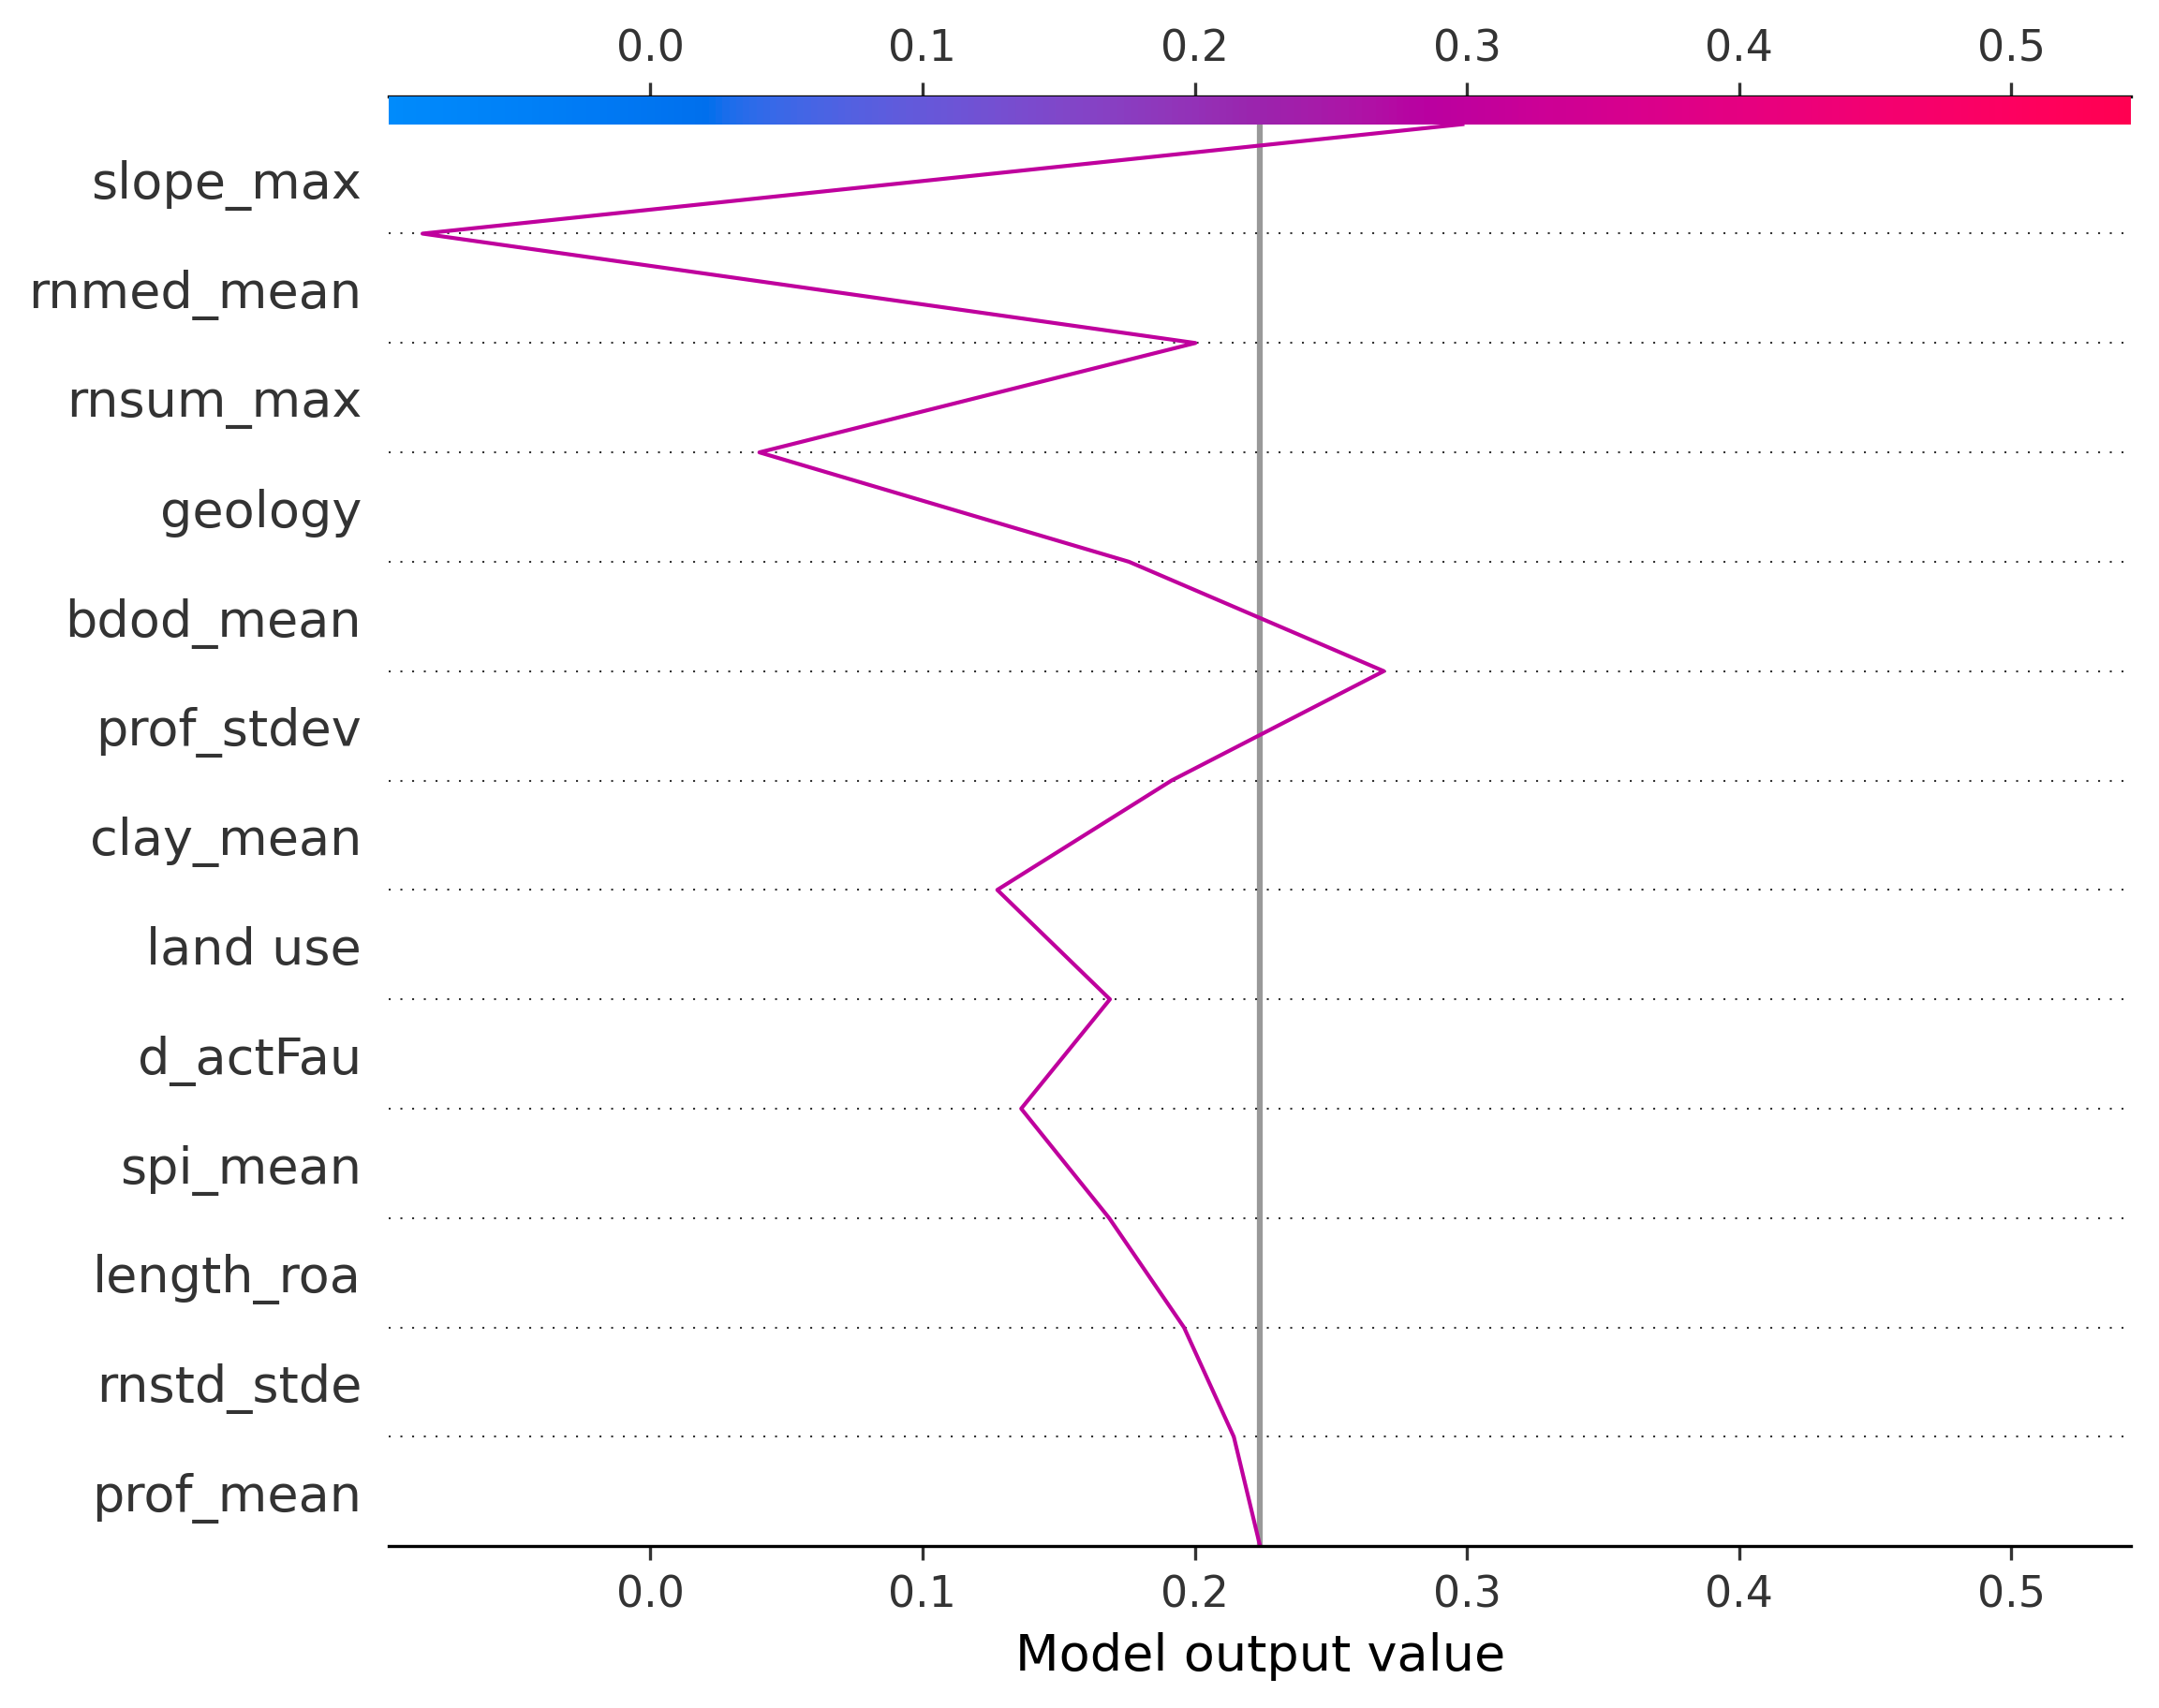 0.0 0.1 0.2 0.3 0.4 0.5
slope_max
rnmed_mean
rnsum_max
geology
bdod_mean
prof_stdev
clay_mean
land use
d_actFau
spi_mean
length_roa
rnstd_stde
prof_mean
0.0 0.1 0.2 0.3 0.4 0.5
Model output value